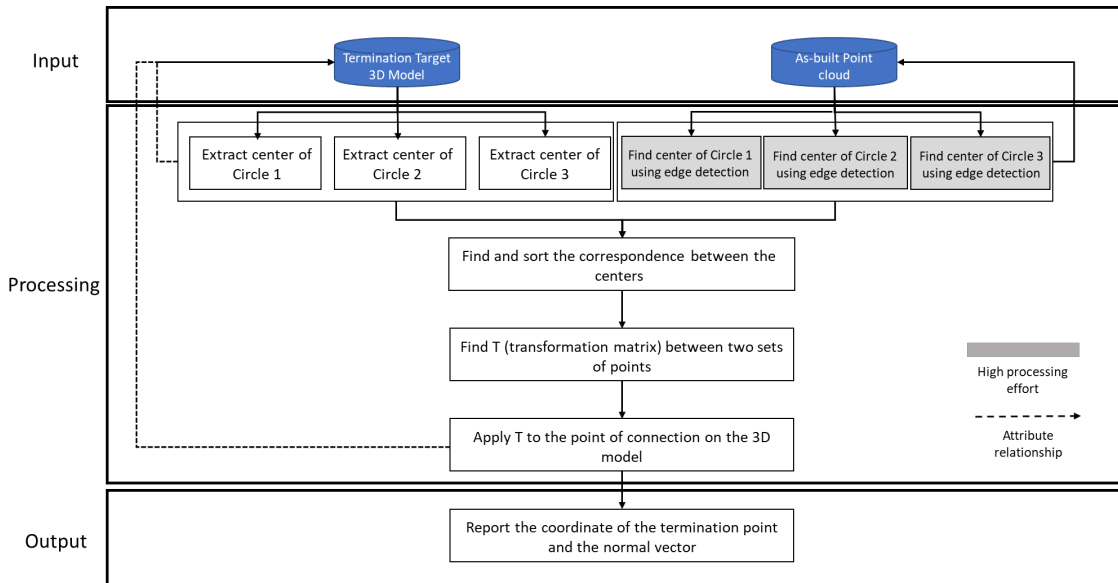 Input
Termination Target
3D Model
As-built Point
cloud
Processing
Extract center of
Circle 1
Extract center of
Circle 2
Extract center of
Circle 3
Find center of Circle 1
using edge detection
Find center of Circle 2
using edge detection
Find center of Circle 3
using edge detection
Find and sort the correspondence between the
centers
Find T (transformation matrix) between two sets
of points
Apply T to the point of connection on the 3D
model
High processing
effort
Attribute
relationship
Output
Report the coordinate of the termination point
and the normal vector